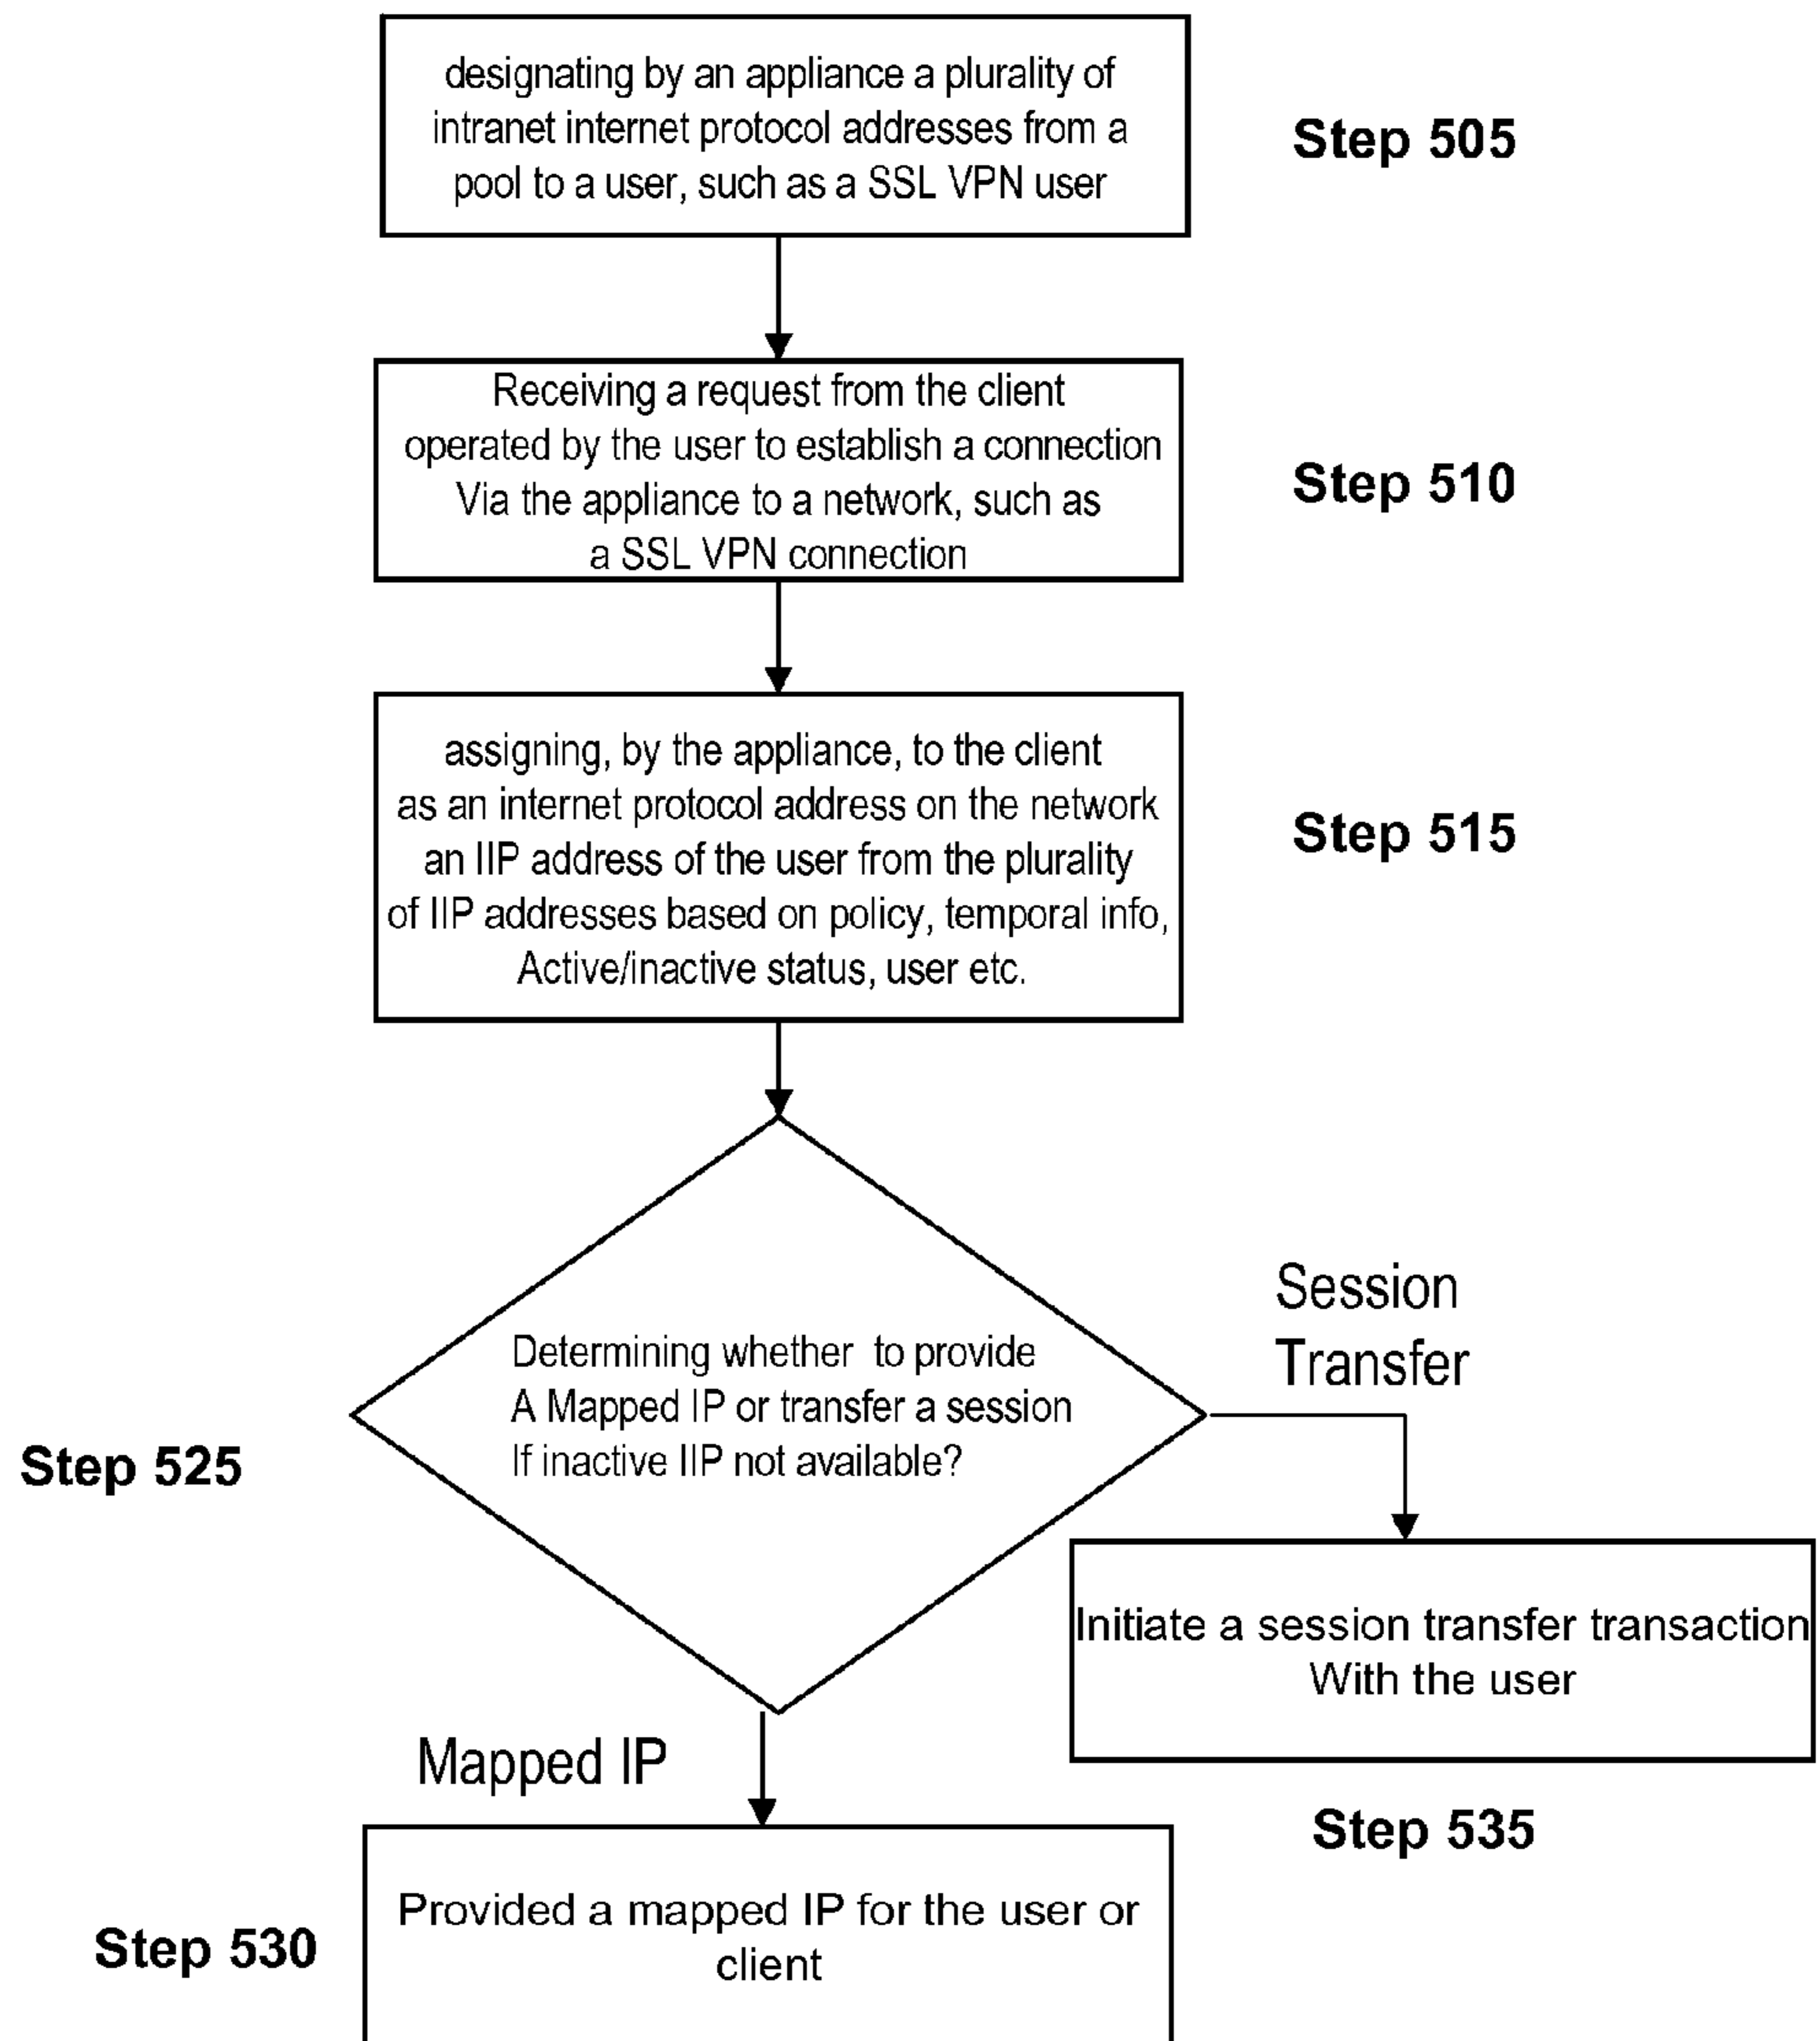 designating by an appliance a plurality of
intranet internet protocol addresses from a
pool to a user, such as a SSL VPN user
Step 505
Receiving a request from the client
operated by the user to establish a connection
Via the appliance to a network, such as
a SSL VPN connection
Step 510
assigning, by the appliance, to the client
as an internet protocol address on the network
an IIP address of the user from the plurality
of IIP addresses based on policy, temporal info,
Active/inactive status, user etc.
Step 515
Determining whether to provide
A Mapped IP or transfer a session
If inactive IIP not available?
Step 525
Session
Transfer
Initiate a session transfer transaction
With the user
Step 535
Mapped IP
Provided a mapped IP for the user or
client
Step 530